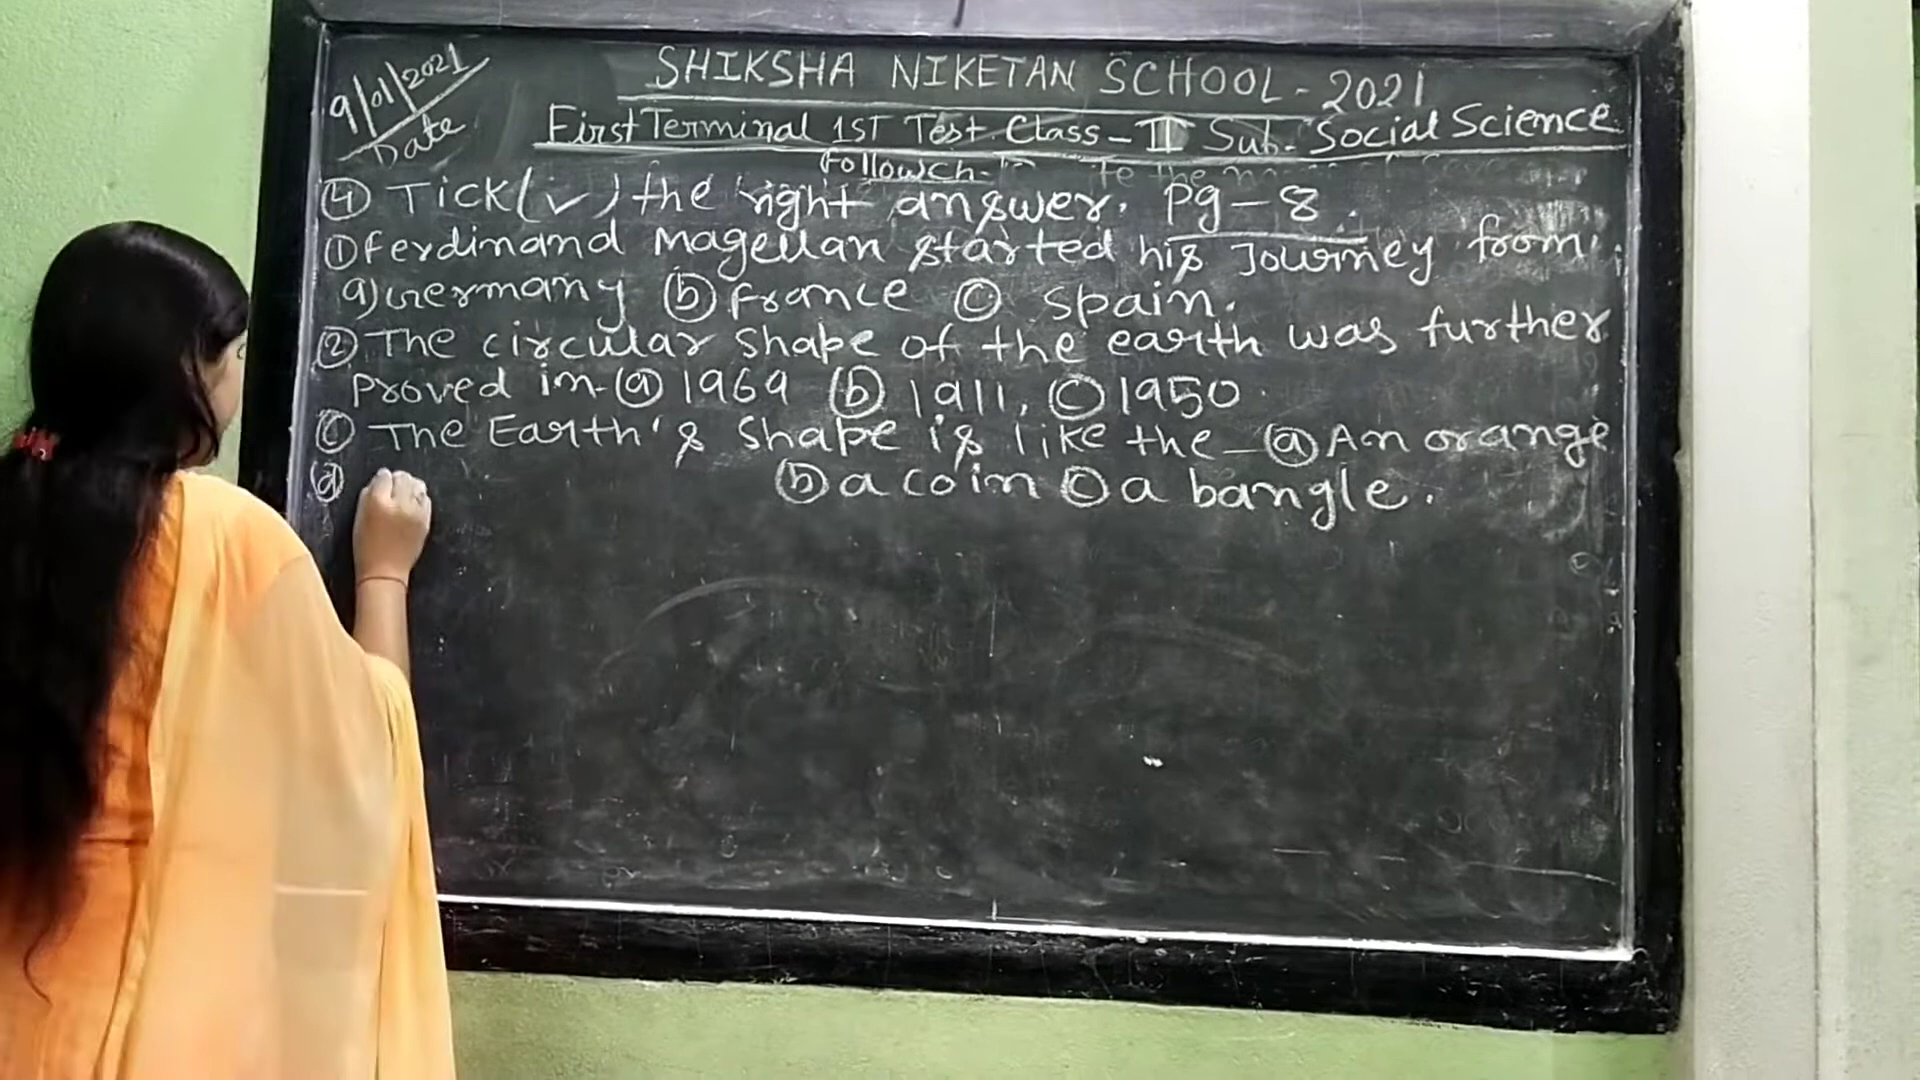 9/01/2021
Date
SHIKSHA NIKETAN SCHOOL - 2021
First Terminal 1ST Test. Class - II Sub - Social Science
Follow ch-
④ Tick (✓) the right answer. Pg - 8.
① Ferdinand Magellan started his Journey from
a) Germany ⓑ France ⓒ Spain.
② The circular shape of the earth was further
proved in - ⓐ 1969 ⓑ 1911, ⓒ 1950
ⓒ The Earth's shape is like the - ⓐ An orange
ⓓ ⓑ a coin ⓒ a bangle.